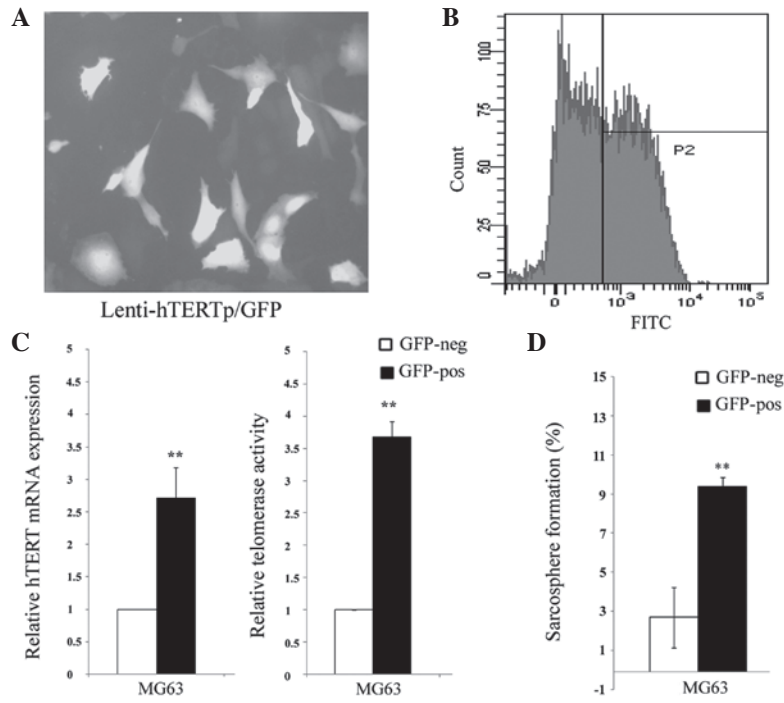 A
Lenti-hTERTp/GFP
B
Count
100
75
50
25
0
P2
0
10³
10⁴
10⁵
FITC
C
Relative hTERT mRNA expression
5
4.5
4
3.5
3
2.5
2
1.5
1
0.5
0
**
MG63
Relative telomerase activity
5
4.5
4
3.5
3
2.5
2
1.5
1
0.5
0
GFP-neg
GFP-pos
**
MG63
D
Sarcosphere formation (%)
15
13
11
9
7
5
3
1
-1
GFP-neg
GFP-pos
**
MG63